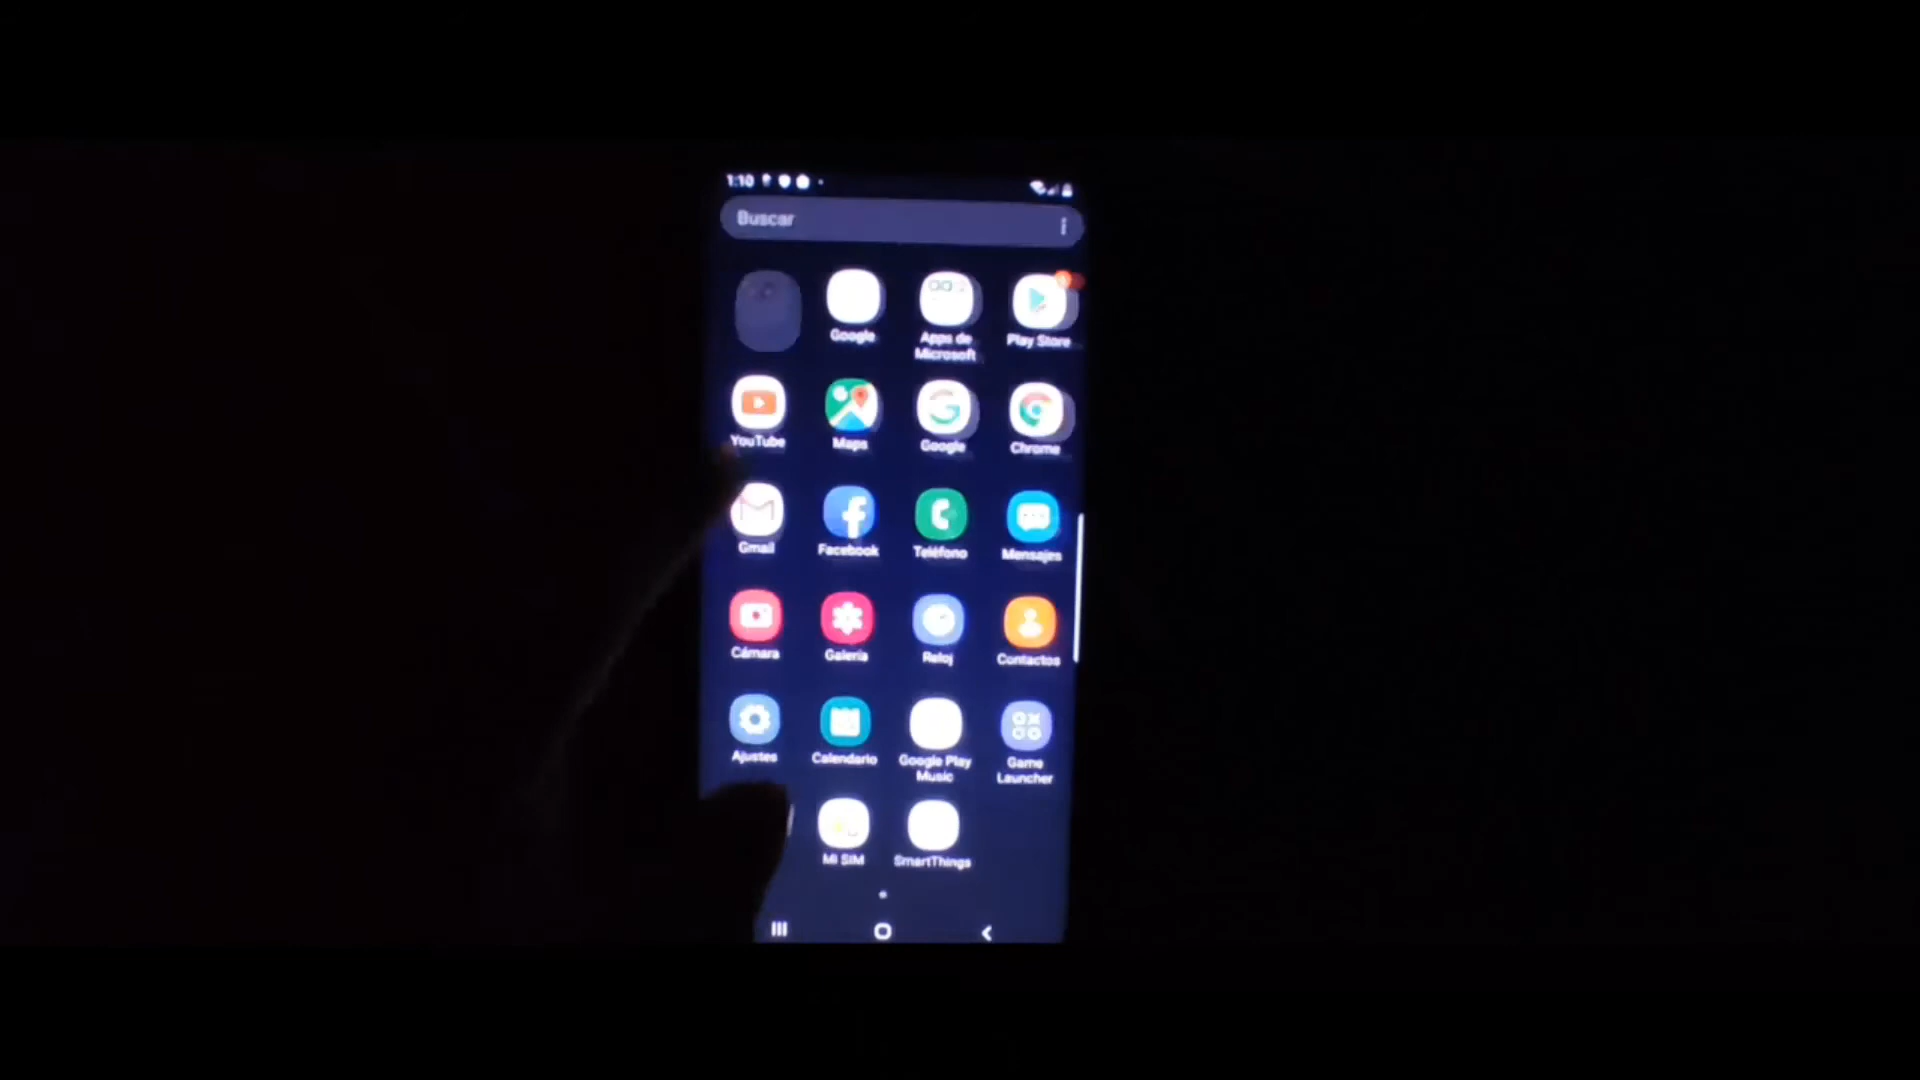 1:10
Buscar
Google
Apps de
Microsoft
Play Store
YouTube
Maps
Google
Chrome
Gmail
Facebook
Teléfono
Mensajes
Cámara
Galería
Reloj
Contactos
Ajustes
Calendario
Google Play
Music
Game
Launcher
Mi SIM
SmartThings